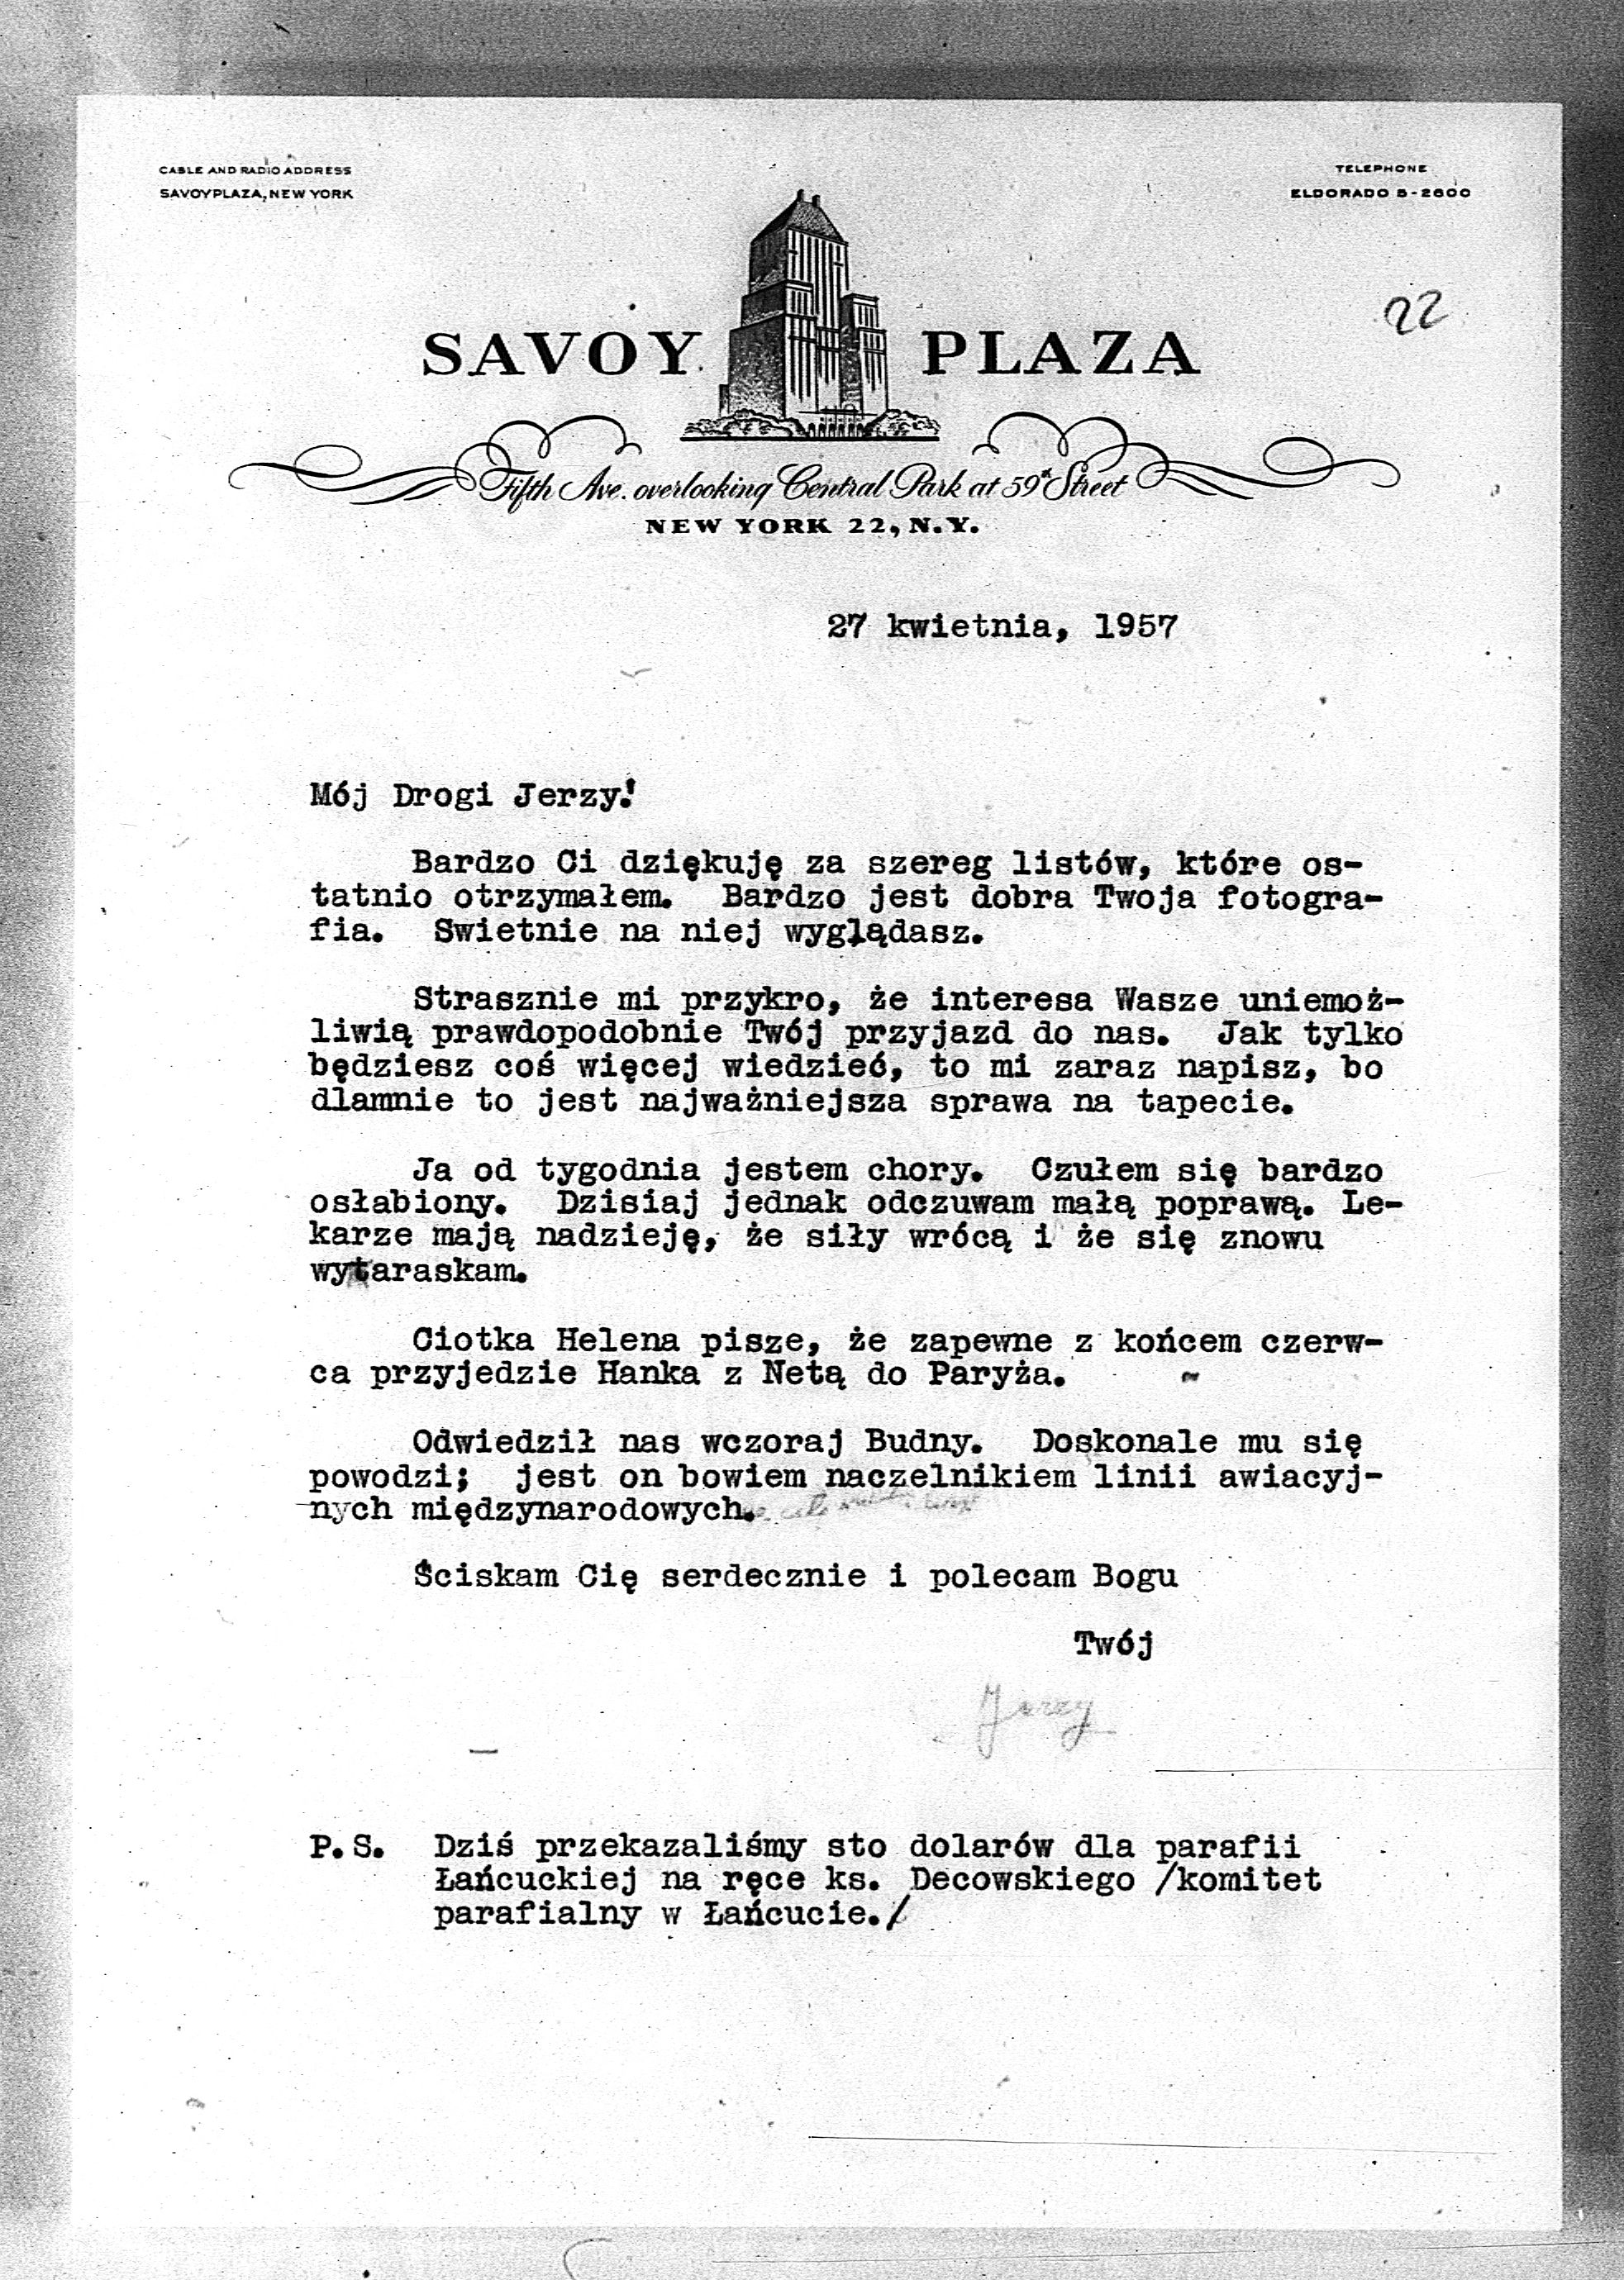 CABLE AND RADIO ADDRESS
SAVOYPLAZA, NEW YORK
TELEPHONE
ELDORADO 5-2600
22
SAVOY PLAZA
Fifth Ave. overlooking Central Park at 59th Street
NEW YORK 22, N.Y.
27 kwietnia, 1957
Mój Drogi Jerzy!
Bardzo Ci dziękuję za szereg listów, które os-
tatnio otrzymałem. Bardzo jest dobra Twoja fotogra-
fia. Swietnie na niej wyglądasz.
Strasznie mi przykro, że interesa Wasze uniemoż-
liwią prawdopodobnie Twój przyjazd do nas. Jak tylko
będziesz coś więcej wiedzieć, to mi zaraz napisz, bo
dlamnie to jest najważniejsza sprawa na tapecie.
Ja od tygodnia jestem chory. Czułem się bardzo
osłabiony. Dzisiaj jednak odczuwam małą poprawą. Le-
karze mają nadzieję, że siły wrócą i że się znowu
wytaraskam.
Ciotka Helena pisze, że zapewne z końcem czerw-
ca przyjedzie Hanka z Netą do Paryża.
Odwiedził nas wczoraj Budny. Doskonale mu się
powodzi; jest on bowiem naczelnikiem linii awiacyj-
nych międzynarodowych.
Ściskam Cię serdecznie i polecam Bogu
Twój
Jerzy
P.S. Dziś przekazaliśmy sto dolarów dla parafii
Łańcuckiej na ręce ks. Decowskiego /komitet
parafialny w Łańcucie./